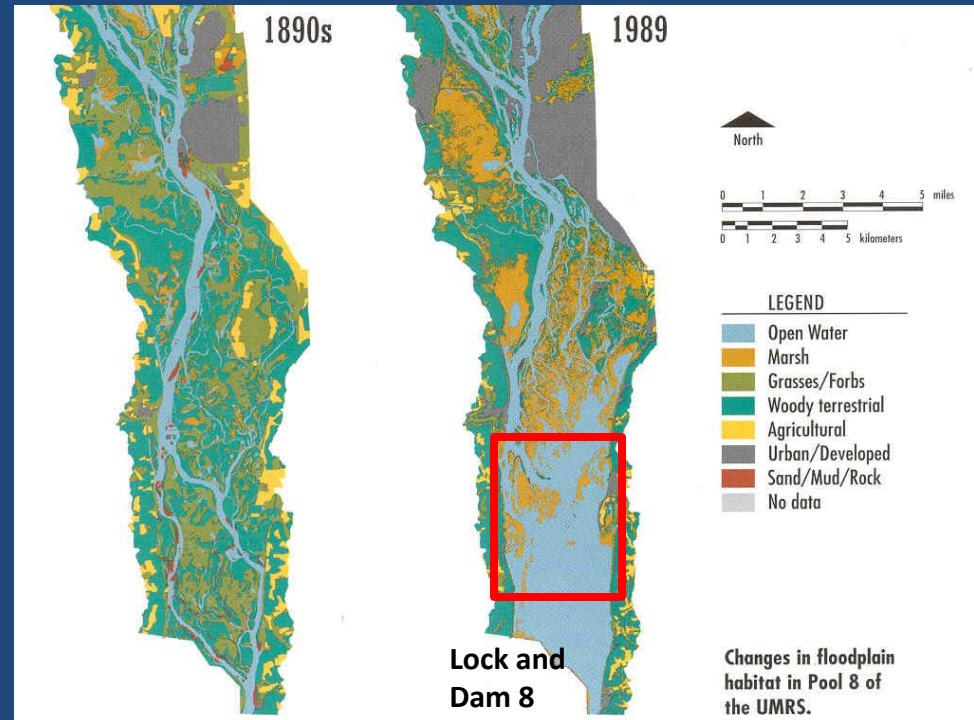 1890s
1989
North
0 1 2 3 4 5 miles
0 1 2 3 4 5 kilometers
LEGEND
Open Water
Marsh
Grasses/Forbs
Woody terrestrial
Agricultural
Urban/Developed
Sand/Mud/Rock
No data
Lock and
Dam 8
Changes in floodplain
habitat in Pool 8 of
the UMRS.